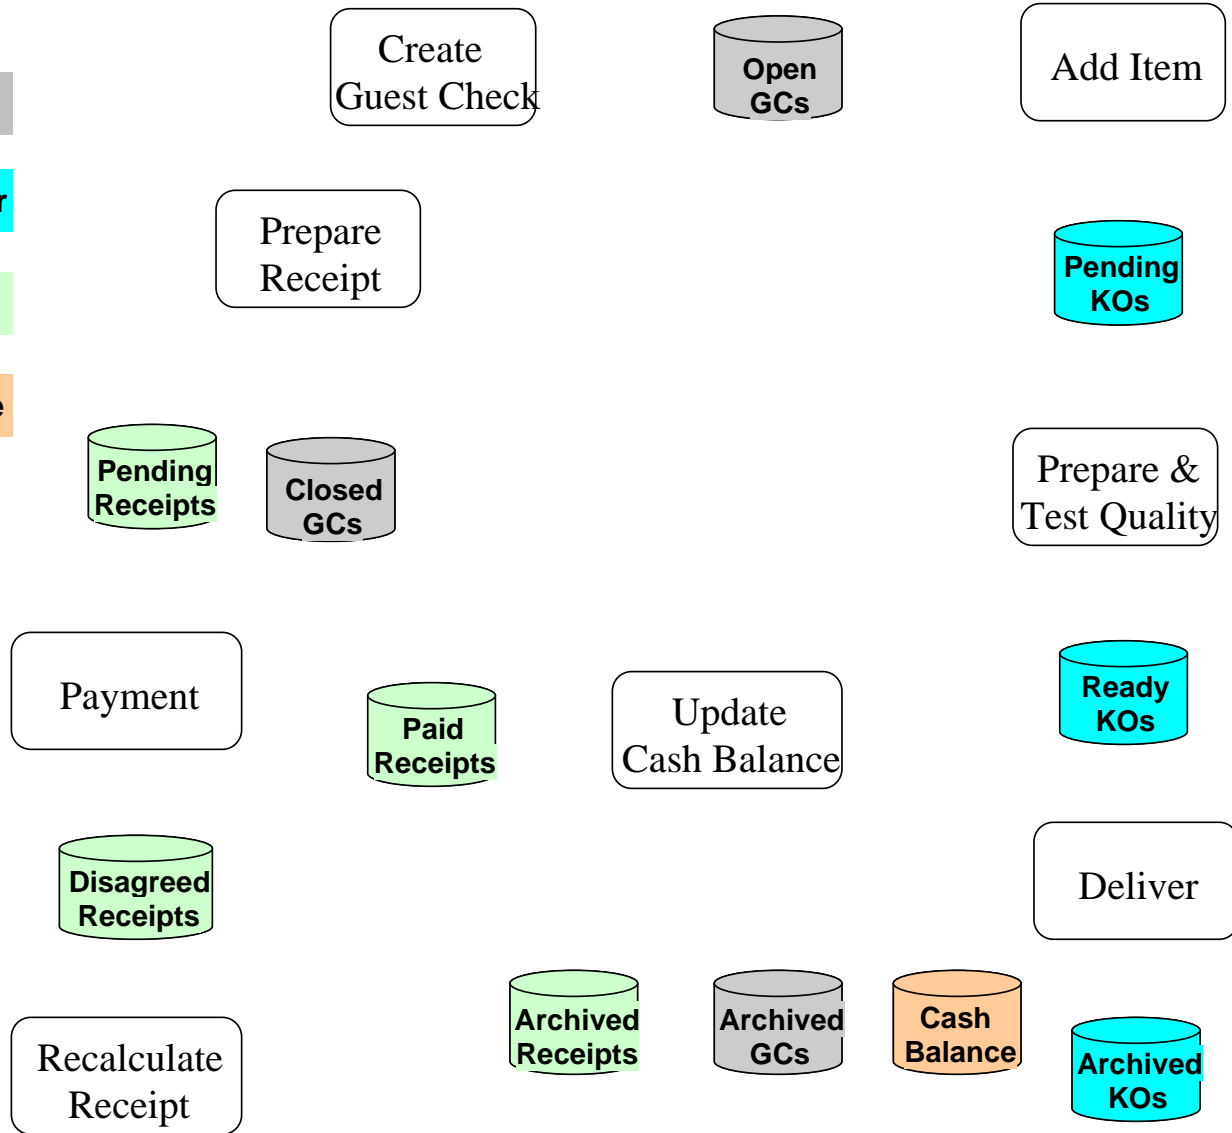 Create
Guest Check
Open
GCs
Add Item
r
Prepare
Receipt
Pending
KOs
e
Pending
Receipts
Closed
GCs
Prepare &
Test Quality
Payment
Paid
Receipts
Update
Cash Balance
Ready
KOs
Disagreed
Receipts
Deliver
Archived
Receipts
Archived
GCs
Cash
Balance
Recalculate
Receipt
Archived
KOs